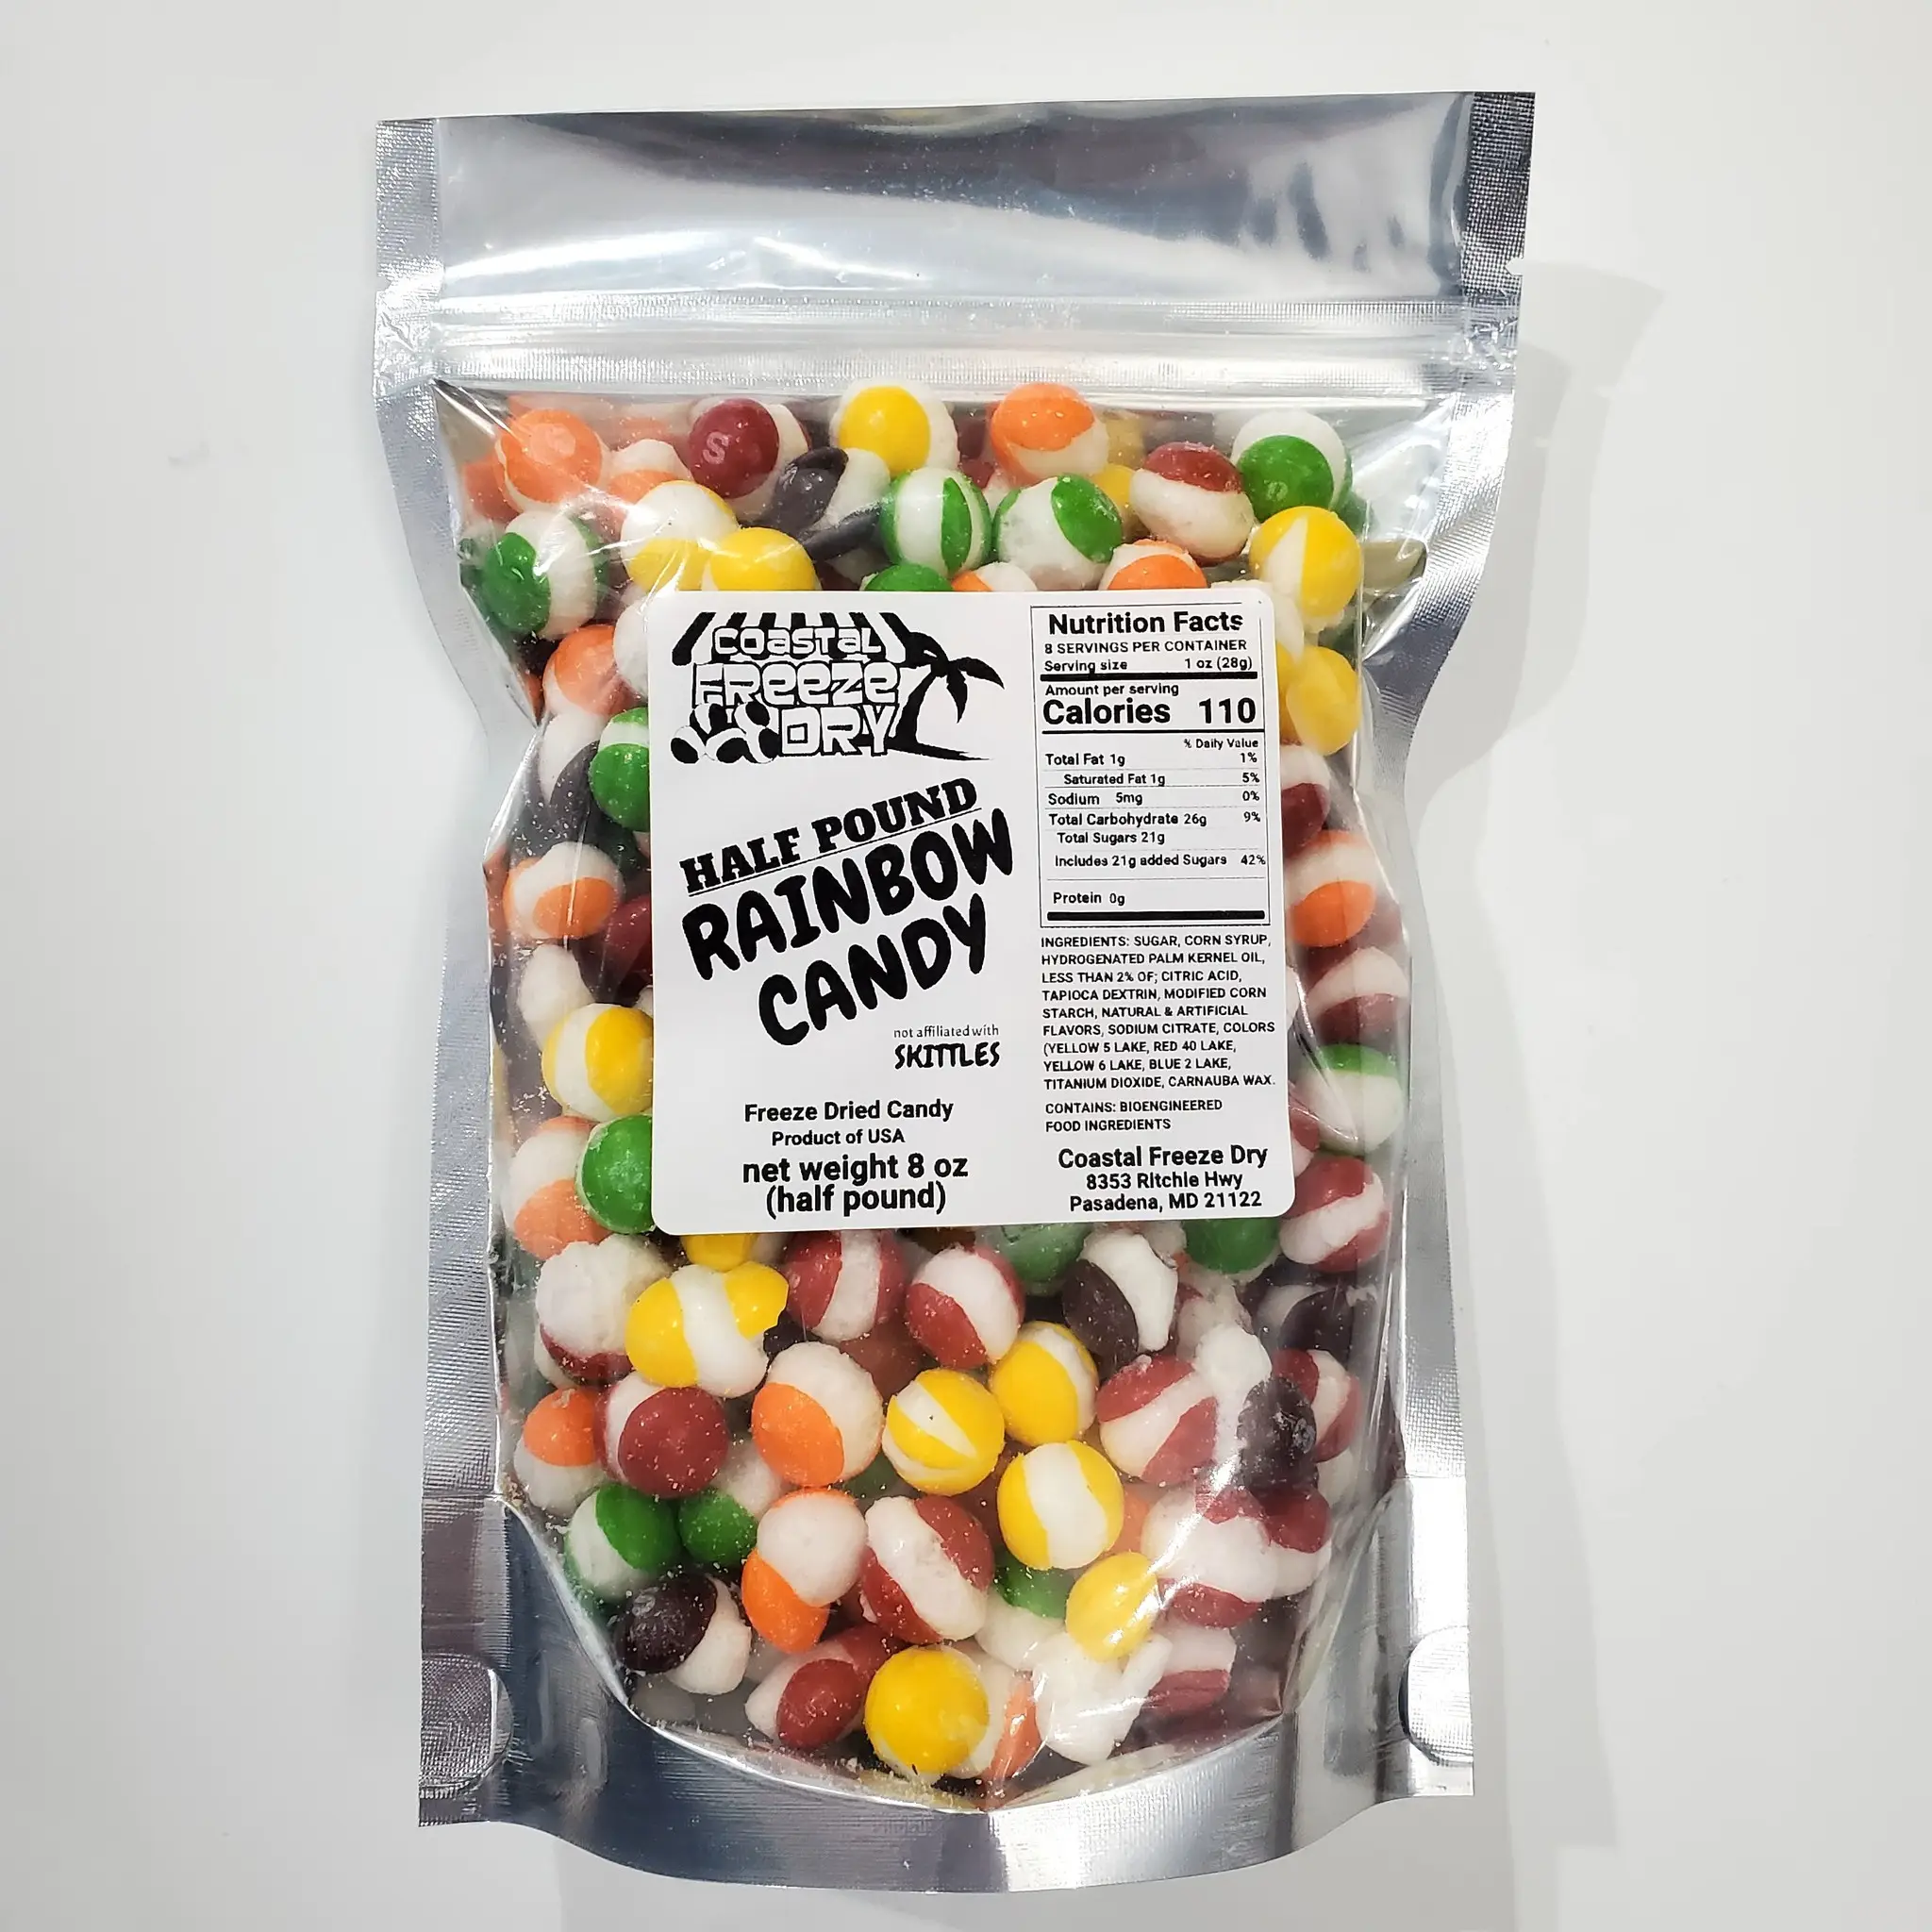 S
COASTAL
FREEZE
DRY
HALF POUND
RAINBOW
CANDY
not affiliated with
SKITTLES
Freeze Dried Candy
Product of USA
net weight 8 oz
(half pound)
Nutrition Facts
8 SERVINGS PER CONTAINER
Serving size 1 oz (28g)
Amount per serving
Calories 110
% Daily Value
Total Fat 1g 1%
Saturated Fat 1g 5%
Sodium 5mg 0%
Total Carbohydrate 26g 9%
Total Sugars 21g
Includes 21g added Sugars 42%
Protein 0g
INGREDIENTS: SUGAR, CORN SYRUP,
HYDROGENATED PALM KERNEL OIL,
LESS THAN 2% OF; CITRIC ACID,
TAPIOCA DEXTRIN, MODIFIED CORN
STARCH, NATURAL & ARTIFICIAL
FLAVORS, SODIUM CITRATE, COLORS
(YELLOW 5 LAKE, RED 40 LAKE,
YELLOW 6 LAKE, BLUE 2 LAKE,
TITANIUM DIOXIDE, CARNAUBA WAX.
CONTAINS: BIOENGINEERED
FOOD INGREDIENTS
Coastal Freeze Dry
8353 Ritchie Hwy
Pasadena, MD 21122